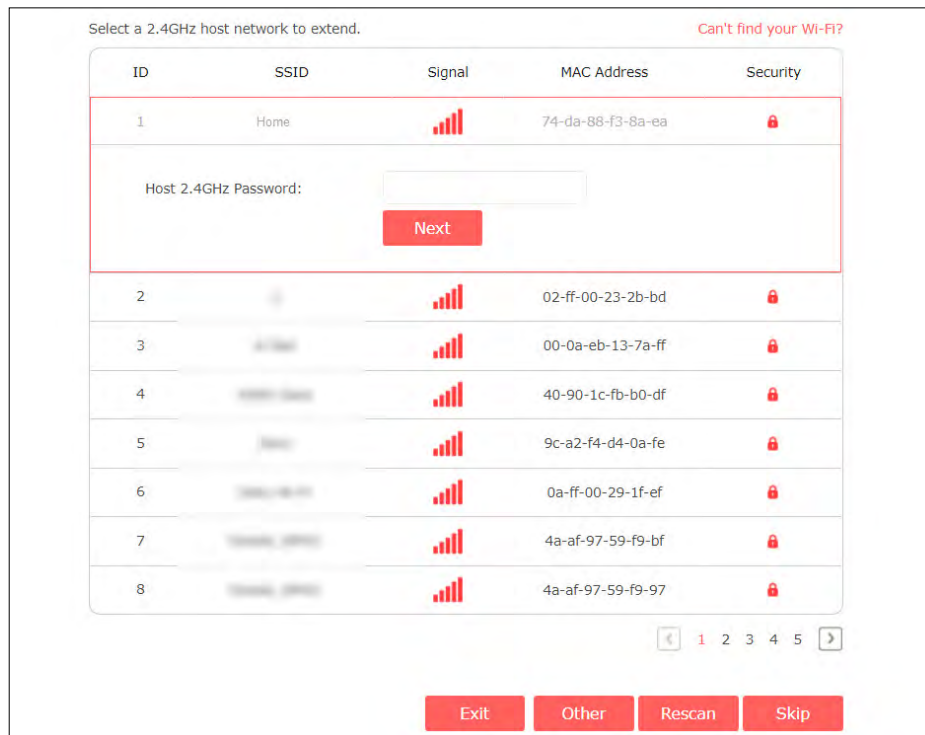 Select a 2.4GHz host network to extend. Can't find your Wi-Fi?
ID SSID Signal MAC Address Security
1 Home 74-da-88-f3-8a-ea
Host 2.4GHz Password:
Next
2 02-ff-00-23-2b-bd
3 00-0a-eb-13-7a-ff
4 40-90-1c-fb-b0-df
5 9c-a2-f4-d4-0a-fe
6 0a-ff-00-29-1f-ef
7 4a-af-97-59-f9-bf
8 4a-af-97-59-f9-97
< 1 2 3 4 5 >
Exit Other Rescan Skip